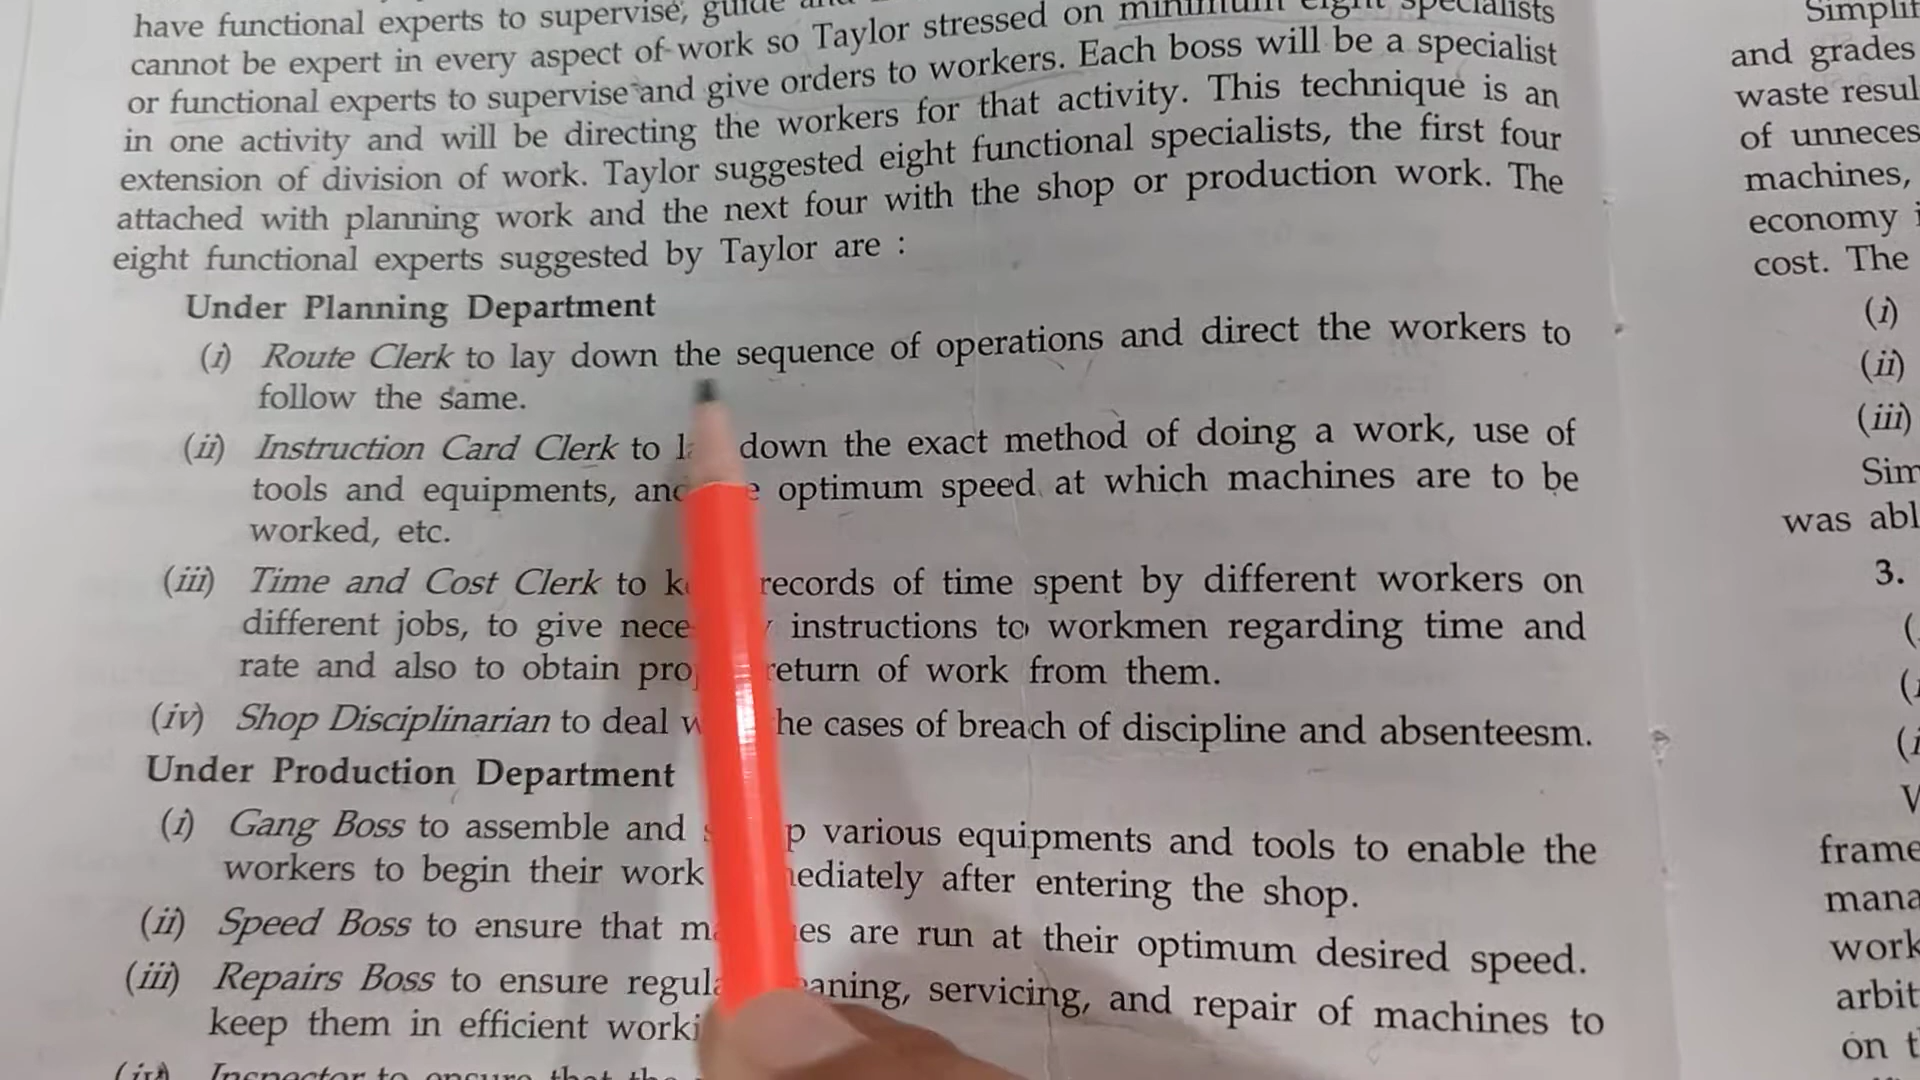 have functional experts to supervise, guide
cannot be expert in every aspect of work so Taylor stressed on minimum eight specialists
or functional experts to supervise and give orders to workers. Each boss will be a specialist
in one activity and will be directing the workers for that activity. This technique is an
extension of division of work. Taylor suggested eight functional specialists, the first four
attached with planning work and the next four with the shop or production work. The
eight functional experts suggested by Taylor are :
Under Planning Department
(i) Route Clerk to lay down the sequence of operations and direct the workers to
follow the same.
(ii) Instruction Card Clerk to down the exact method of doing a work, use of
tools and equipments, optimum speed at which machines are to be
worked, etc.
(iii) Time and Cost Clerk to records of time spent by different workers on
different jobs, to give instructions to workmen regarding time and
rate and also to obtain return of work from them.
(iv) Shop Disciplinarian to deal cases of breach of discipline and absenteesm.
Under Production Department
(i) Gang Boss to assemble and various equipments and tools to enable the
workers to begin their work after entering the shop.
(ii) Speed Boss to ensure that are run at their optimum desired speed.
(iii) Repairs Boss to ensure servicing, and repair of machines to
keep them in efficient
Inspector to ensure that
and grades
of
machines,
economy
cost. The
(i)
(ii)
(iii)
was
3.
on